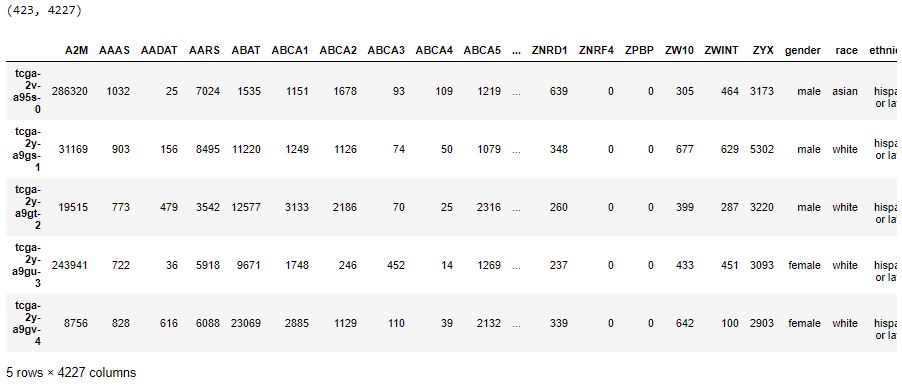 (423, 4227)
A2M AAAS AADAT AARS ABAT ABCA1 ABCA2 ABCA3 ABCA4 ABCA5 ... ZNRD1 ZNRF4 ZPBP ZW10 ZWINT ZYX gender race ethnic
tcga-
2v-
a95s-
0 286320 1032 25 7024 1535 1151 1678 93 109 1219 ... 639 0 0 305 464 3173 male asian hispa
or la
tcga-
2y-
a9gs-
1 31169 903 156 8495 11220 1249 1126 74 50 1079 ... 348 0 0 677 629 5302 male white hispa
or la
tcga-
2y-
a9gt-
2 19515 773 479 3542 12577 3133 2186 70 25 2316 ... 260 0 0 399 287 3220 male white hispa
or la
tcga-
2y-
a9gu-
3 243941 722 36 5918 9671 1748 246 452 14 1269 ... 237 0 0 433 451 3093 female white hispa
or la
tcga-
2y-
a9gv-
4 8756 828 616 6088 23069 2885 1129 110 39 2132 ... 339 0 0 642 100 2903 female white hispa
or la
5 rows × 4227 columns